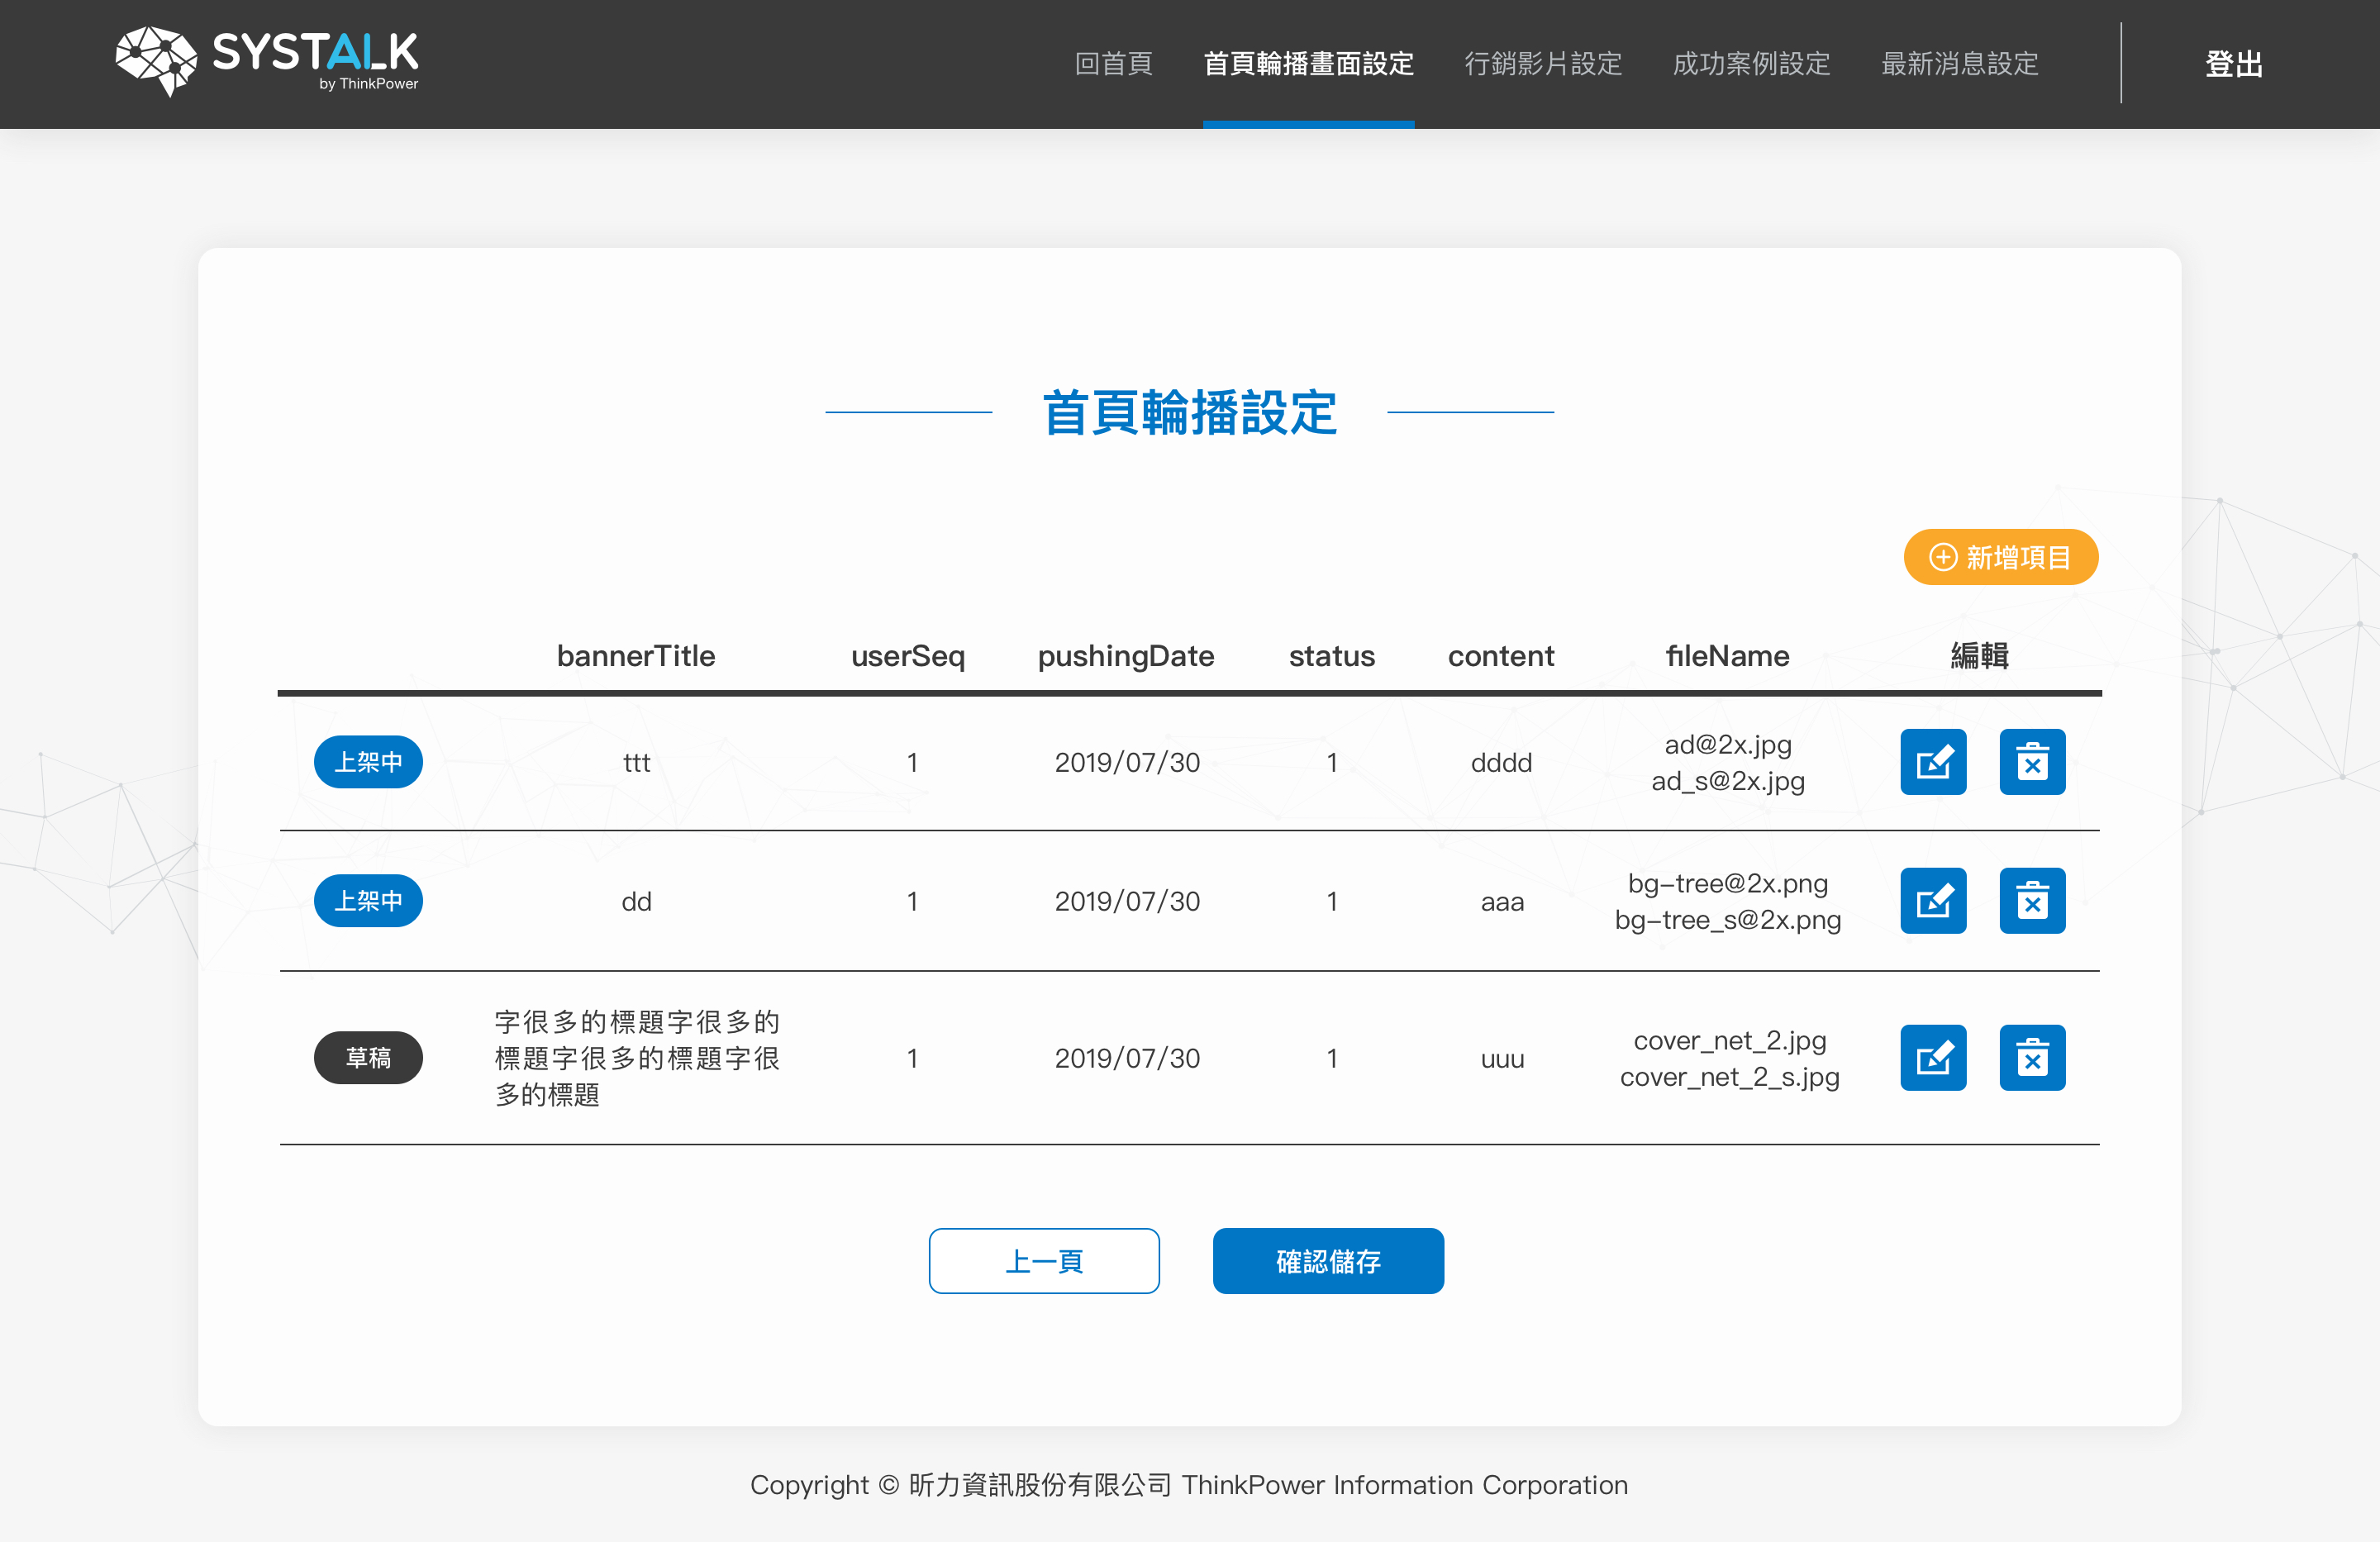 SYSTALK
by ThinkPower
回首頁 首頁輪播畫面設定 行銷影片設定 成功案例設定 最新消息設定 登出
首頁輪播設定
新增項目
bannerTitle userSeq pushingDate status content fileName 編輯
上架中 ttt 1 2019/07/30 1 dddd ad@2x.jpg
ad_s@2x.jpg
上架中 dd 1 2019/07/30 1 aaa bg-tree@2x.png
bg-tree_s@2x.png
草稿
字很多的標題字很多的
標題字很多的標題字很
多的標題
1 2019/07/30 1 uuu
cover_net_2.jpg
cover_net_2_s.jpg
上一頁 確認儲存
Copyright © 昕力資訊股份有限公司 ThinkPower Information Corporation